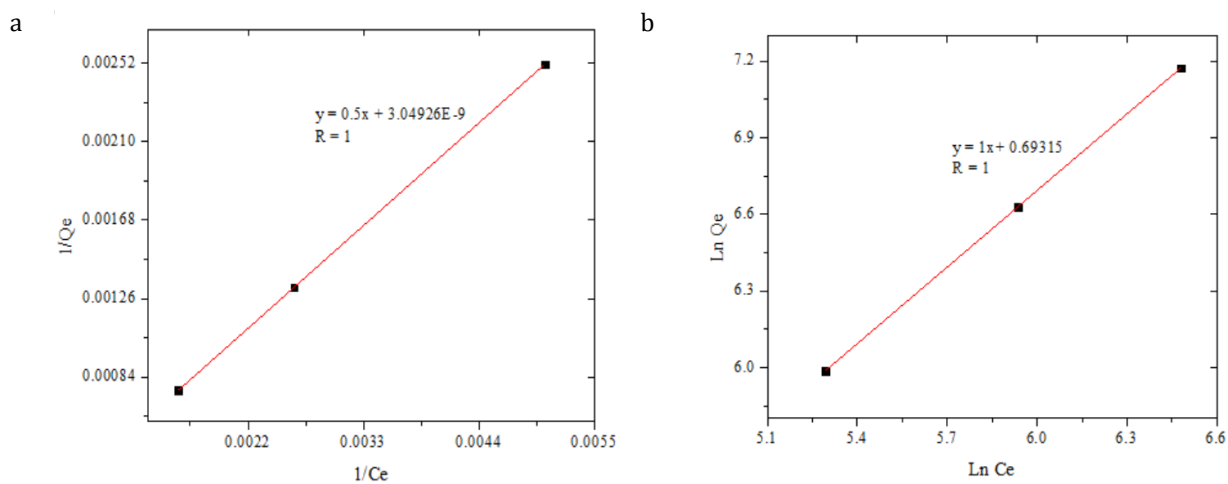 a
0.00252
0.00210
0.00168
0.00126
0.00084
1/Qe
y = 0.5x + 3.04926E-9
R = 1
0.0022 0.0033 0.0044 0.0055
1/Ce
b
7.2
6.9
6.6
6.3
6.0
Ln Qe
y = 1x + 0.69315
R = 1
5.1 5.4 5.7 6.0 6.3 6.6
Ln Ce